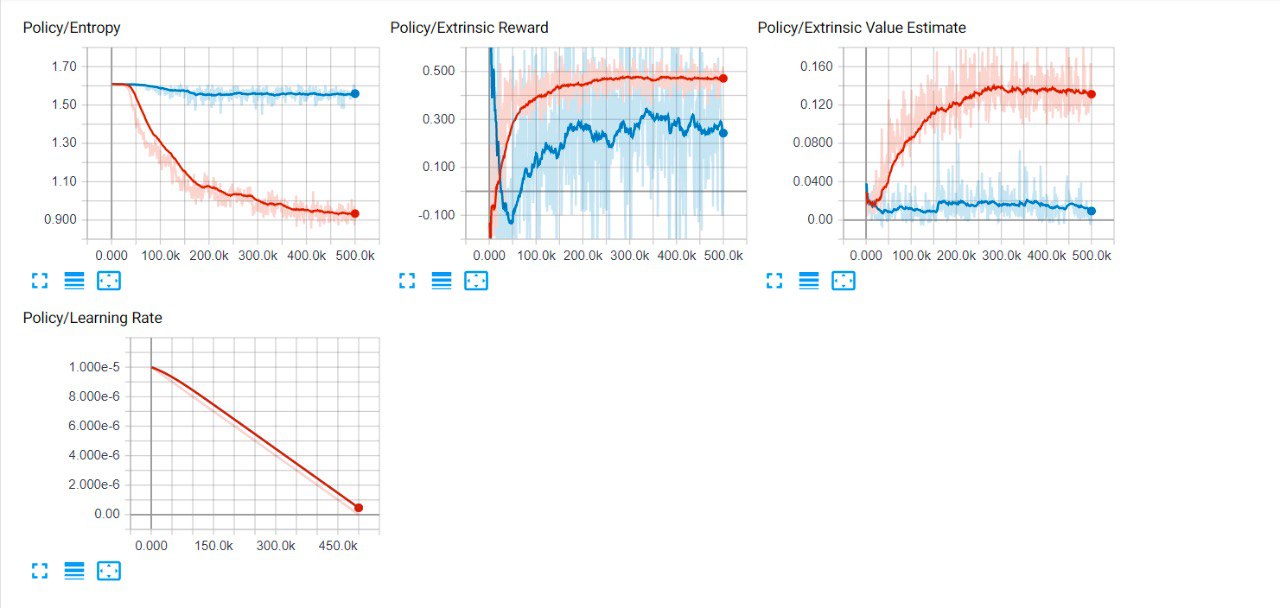 Policy/Entropy
1.70
1.50
1.30
1.10
0.900
0.000 100.0k 200.0k 300.0k 400.0k 500.0k
Policy/Extrinsic Reward
0.500
0.300
0.100
-0.100
0.000 100.0k 200.0k 300.0k 400.0k 500.0k
Policy/Extrinsic Value Estimate
0.160
0.120
0.0800
0.0400
0.00
0.000 100.0k 200.0k 300.0k 400.0k 500.0k
Policy/Learning Rate
1.000e-5
8.000e-6
6.000e-6
4.000e-6
2.000e-6
0.00
0.000 150.0k 300.0k 450.0k